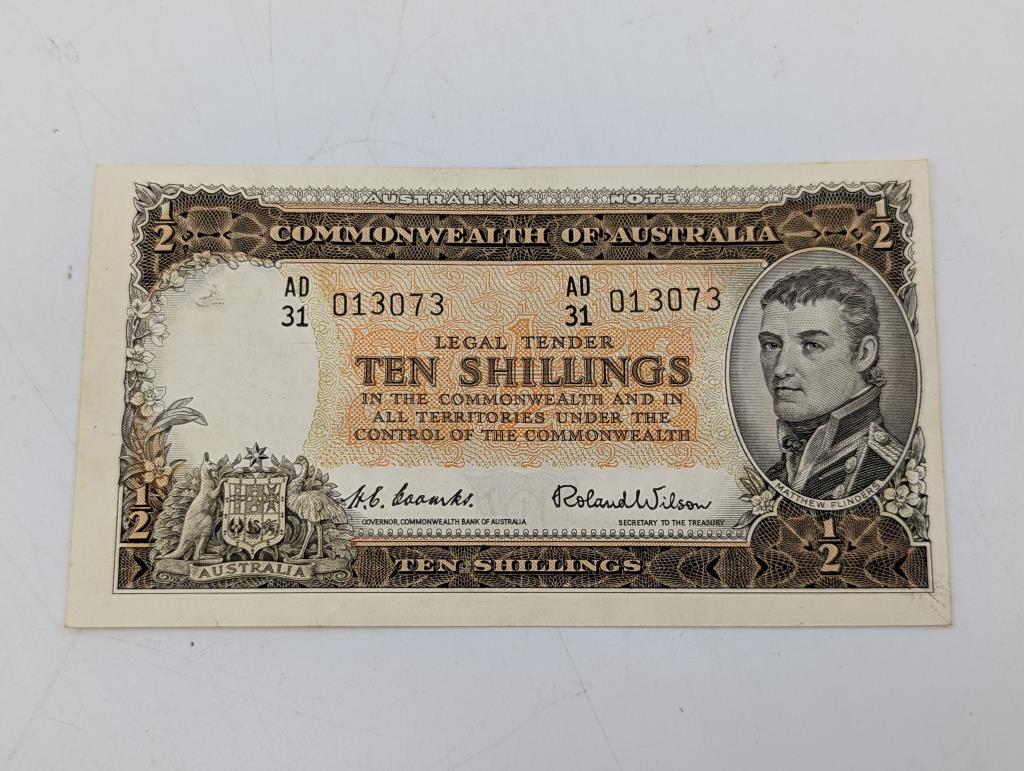 AUSTRALIAN NOTE
1/2 1/2
COMMONWEALTH OF AUSTRALIA
AD 31 013073 AD 31 013073
LEGAL TENDER
TEN SHILLINGS
IN THE COMMONWEALTH AND IN
ALL TERRITORIES UNDER THE
CONTROL OF THE COMMONWEALTH
H.C. Coombs. Roland Wilson
GOVERNOR, COMMONWEALTH BANK OF AUSTRALIA SECRETARY TO THE TREASURY
MATTHEW FLINDERS
1/2 1/2
AUSTRALIA TEN SHILLINGS